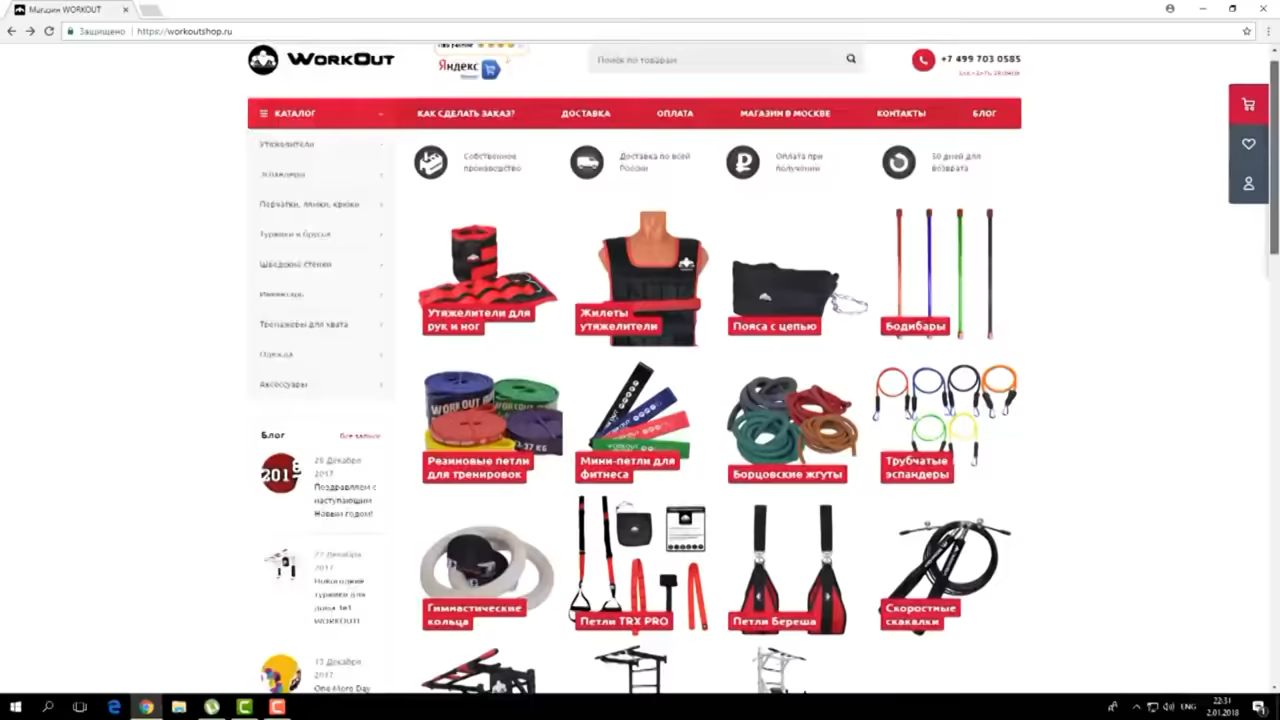 Магазин WORKOUT
Защищено
https://workoutshop.ru
WORKOUT
Яндекс
Поиск по товарам
+7 499 703 0585
КАТАЛОГ
КАК СДЕЛАТЬ ЗАКАЗ?
ДОСТАВКА
ОПЛАТА
МАГАЗИН В МОСКВЕ
КОНТАКТЫ
БЛОГ
Утяжелители
Эспандеры
Перчатки, лямки, крюки
Турники и брусья
Шведские стенки
Инвентарь
Тренажеры для хвата
Одежда
Аксессуары
Собственное
производство
Доставка по всей
России
Оплата при
получении
30 дней для
возврата
Утяжелители для
рук и ног
Жилеты
утяжелители
Пояса с цепью
Бодибары
Резиновые петли
для тренировок
Мини-петли для
фитнеса
Борцовские жгуты
Трубчатые
эспандеры
Гимнастические
кольца
Петли TRX PRO
Петли Береша
Скоростные
скакалки
Блог
Все записи
28 Декабря
2017
Поздравляем с
наступающим
Новым годом!
2017
Новогодние
турники для
дома
WORKOUT
13 Декабря
2017
One More Day
ENG
22:31
2.01.2018